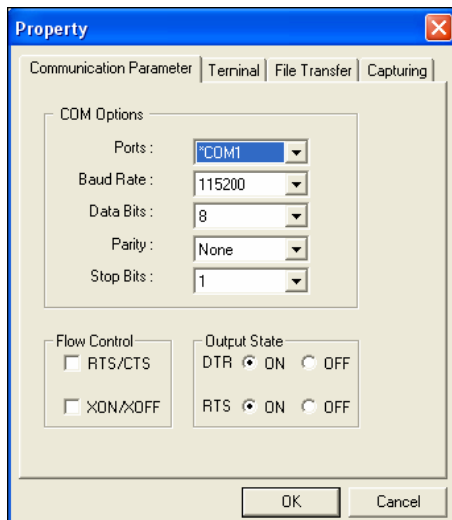 Property
Communication Parameter Terninal File Transfer Capturing
COM Options
Ports : *COM1
Baud Rate : 115200
Data Bits : 8
Parity : None
Stop Bits : 1
Flow Control Output State
RTS/CTS DTR ON OFF
XON/XOFF RTS ON OFF
OK Cancel